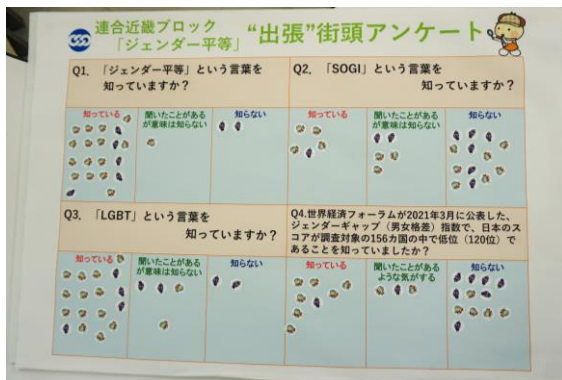 連合近畿ブロック
「ジェンダー平等」
“出張”街頭アンケート
Q1. 「ジェンダー平等」という言葉を
知っていますか？
Q2. 「SOGI」という言葉を
知っていますか？
知っている
聞いたことがある
が意味は知らない
知らない
知っている
聞いたことがある
が意味は知らない
知らない
Q3. 「LGBT」という言葉を
知っていますか？
Q4.世界経済フォーラムが2021年3月に公表した、
ジェンダーギャップ（男女格差）指数で、日本のス
コアが調査対象の156カ国の中で低位（120位）で
あることを知っていましたか？
知っている
聞いたことがある
が意味は知らない
知らない
知っている
聞いたことがある
ような気がする
知らない